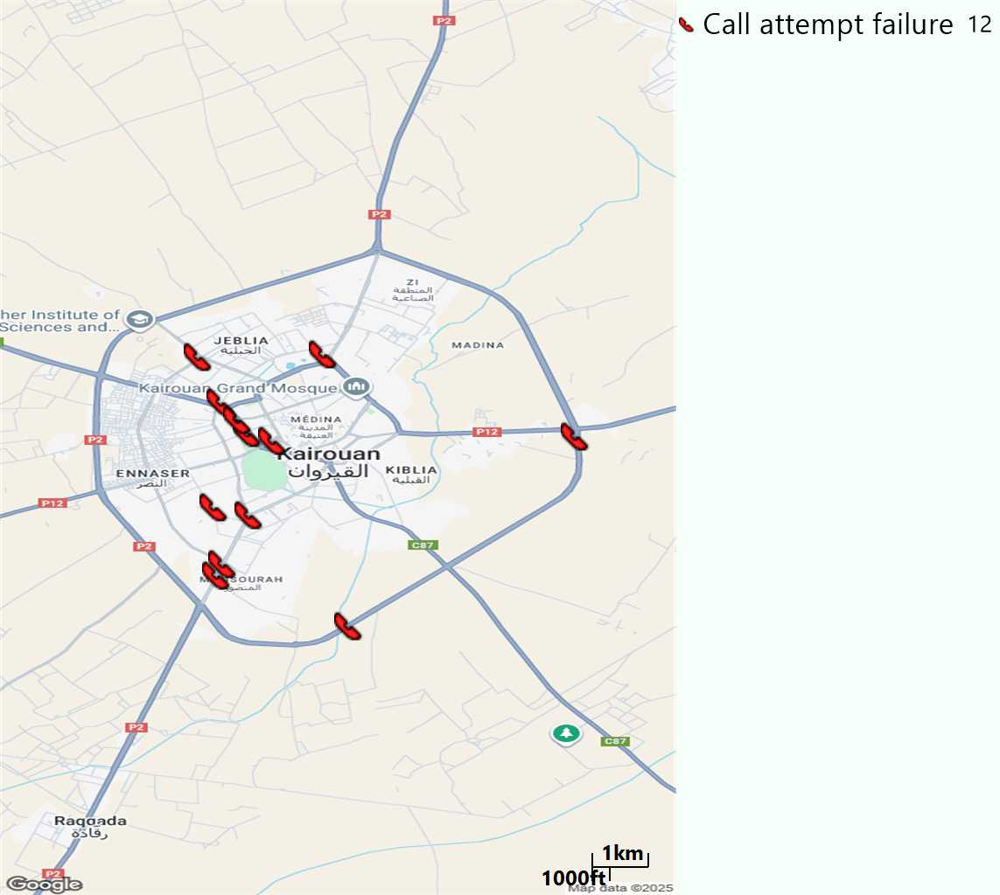 P2
Call attempt failure 12
P2
ZI
المنطقة
الصناعية
her Institute of
Sciences and...
JEBLIA
الجبلية
MADINA
Kairouan Grand Mosque
MÉDINA
المدينة
العتيقة
P12
P2
Kairouan
القيروان
ENNASER
النصر
KIBLIA
القبلية
P12
P2
C87
المنصورة
P2
C87
Raqqada
رقادة
1km
P2
1000ft
Google
Map data ©2025